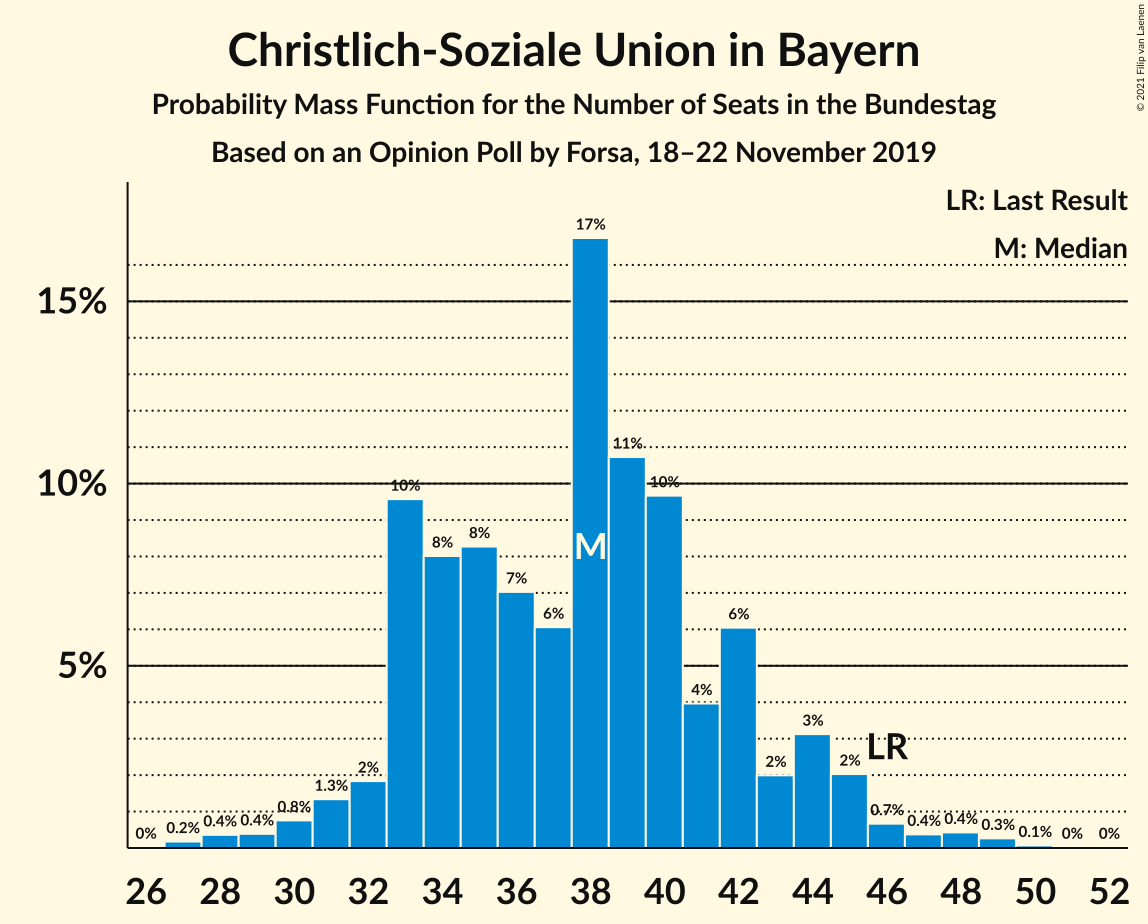 Christlich-Soziale Union in Bayern
Probability Mass Function for the Number of Seats in the Bundestag
Based on an Opinion Poll by Forsa, 18–22 November 2019
© 2021 Filip van Laenen
LR: Last Result
M: Median
15%
10%
5%
0% 0.2% 0.4% 0.4% 0.8% 1.3% 2% 10% 8% 8% 7% 6% 17% 11% 10% 4% 6% 2% 3% 2% 0.7% 0.4% 0.4% 0.3% 0.1% 0% 0%
M
LR
26 28 30 32 34 36 38 40 42 44 46 48 50 52